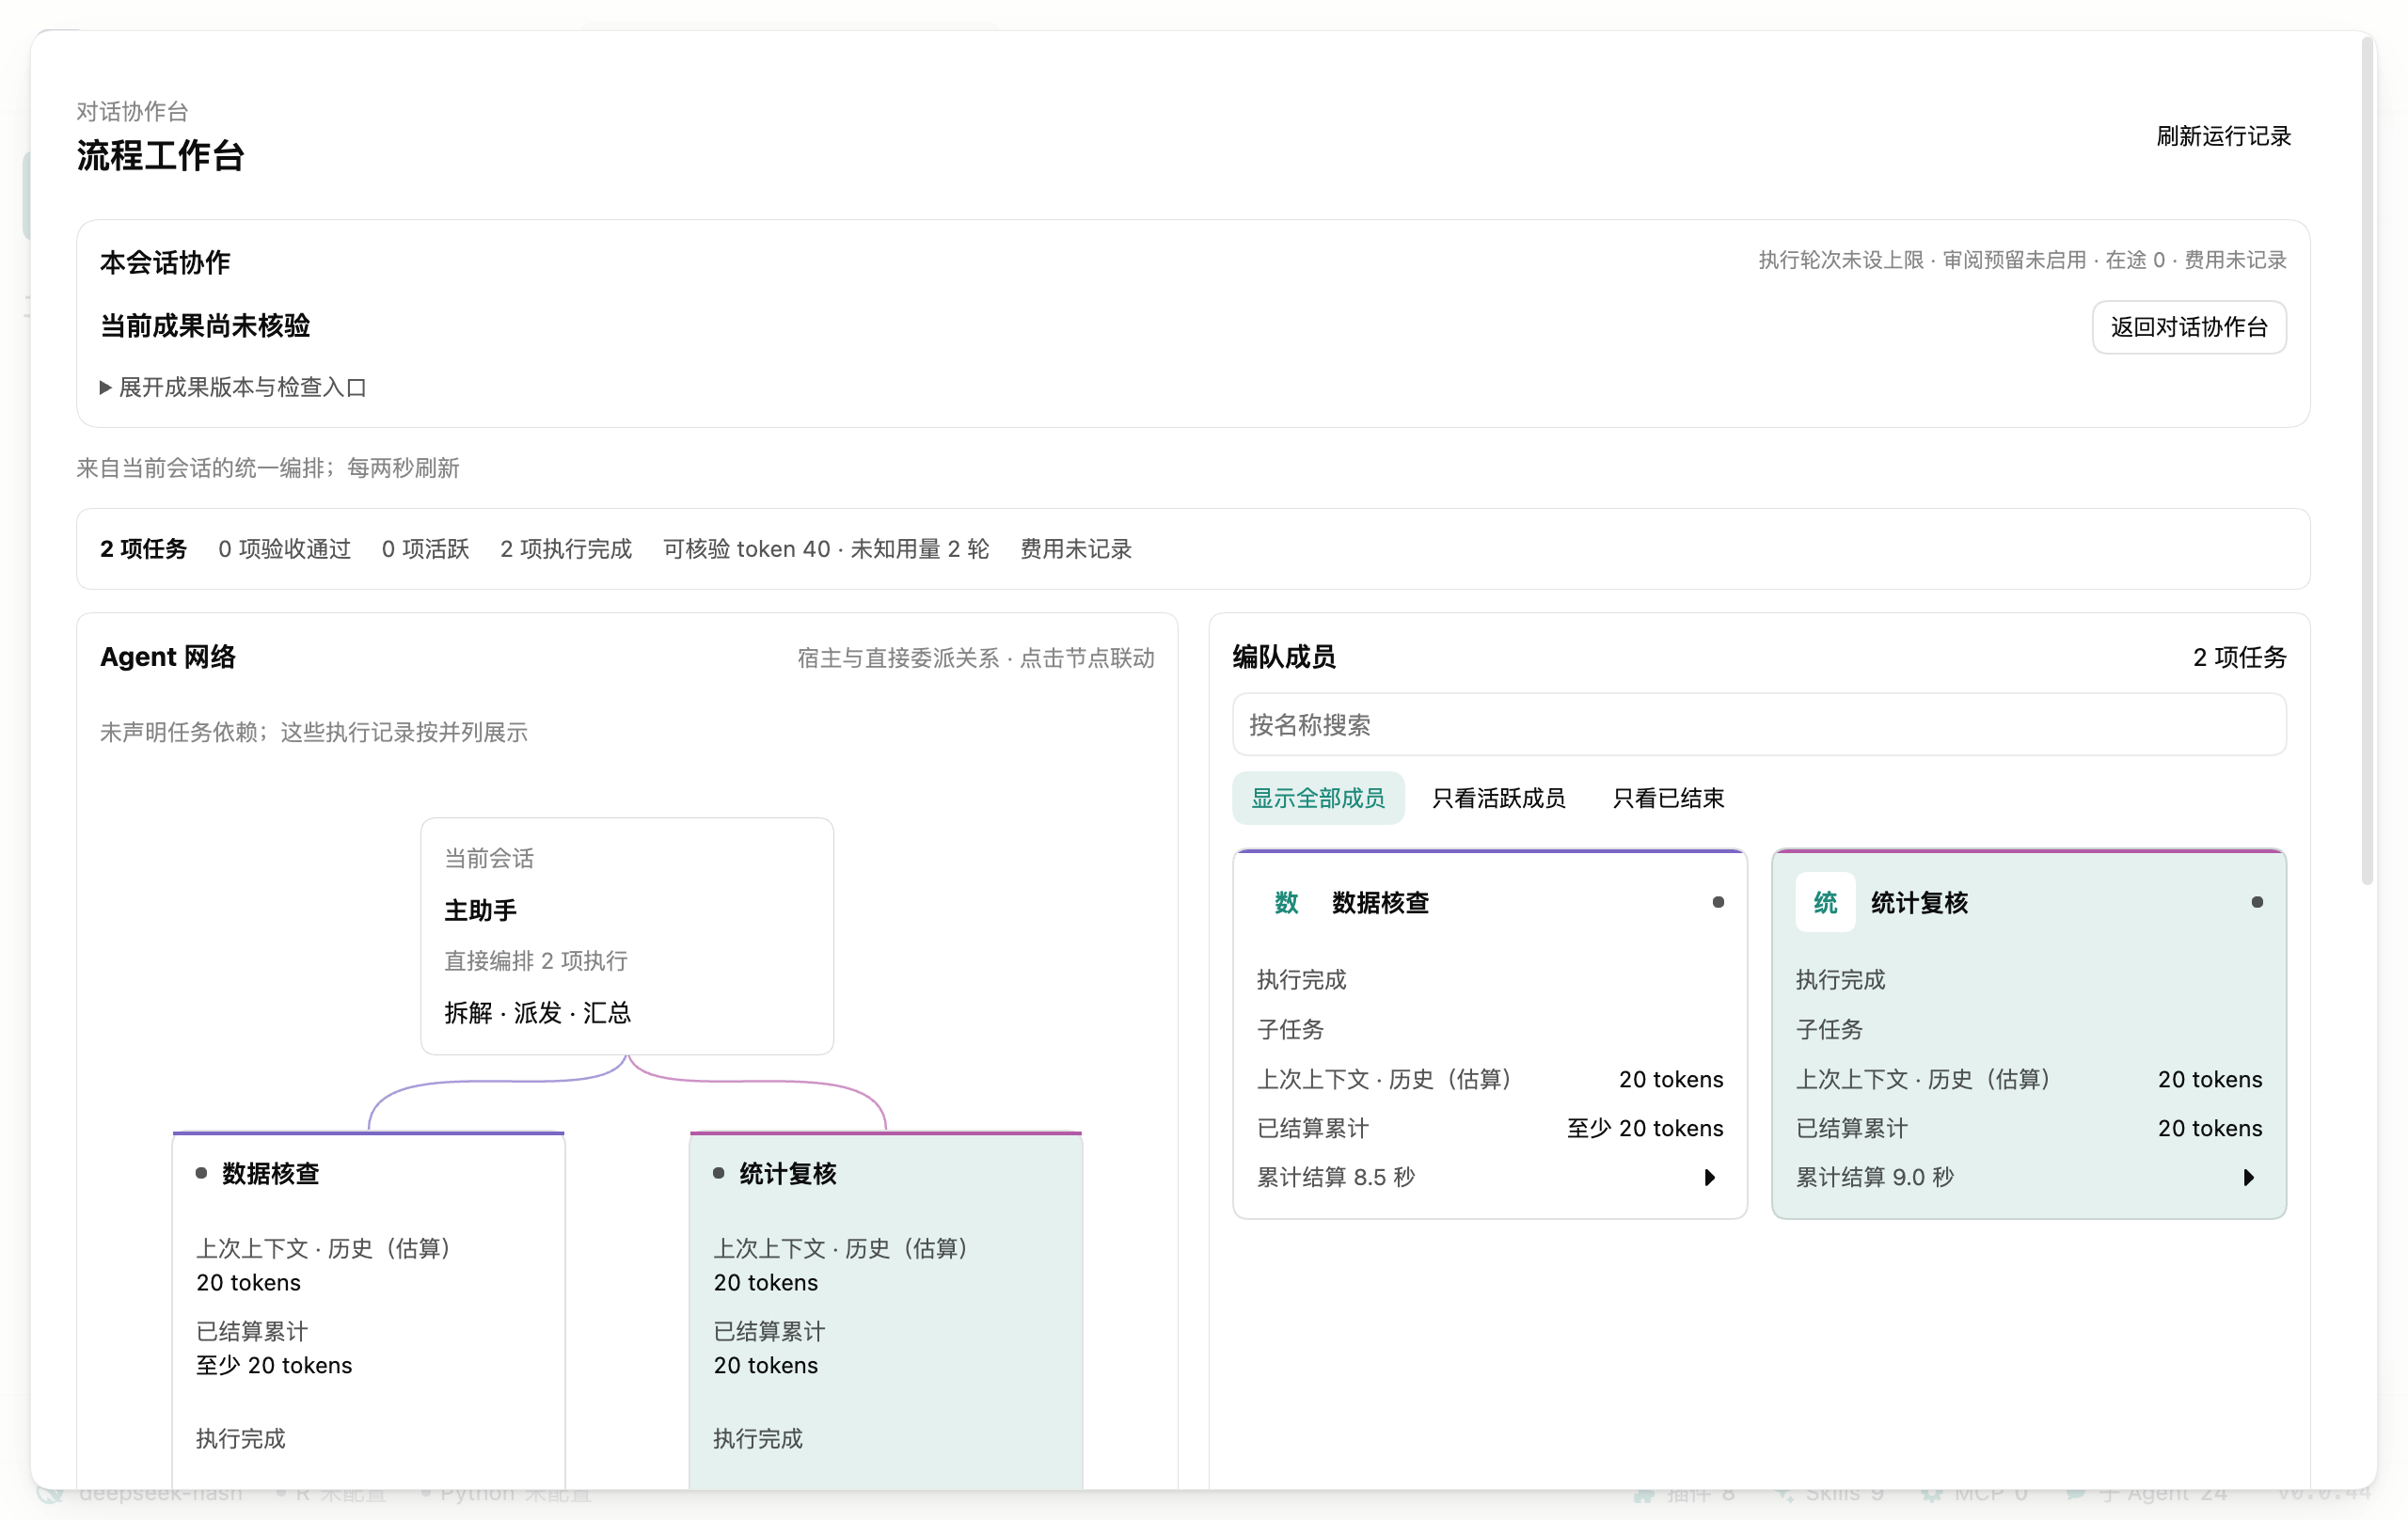 对话协作台
流程工作台
刷新运行记录
本会话协作
执行轮次未设上限 · 审阅预留未启用 · 在途 0 · 费用未记录
当前成果尚未核验
返回对话协作台
展开成果版本与检查入口
来自当前会话的统一编排；每两秒刷新
2 项任务 0 项验收通过 0 项活跃 2 项执行完成 可核验 token 40 · 未知用量 2 轮 费用未记录
Agent 网络
宿主与直接委派关系 · 点击节点联动
未声明任务依赖；这些执行记录按并列展示
当前会话
主助手
直接编排 2 项执行
拆解 · 派发 · 汇总
数据核查
上次上下文 · 历史（估算）
20 tokens
已结算累计
至少 20 tokens
执行完成
统计复核
上次上下文 · 历史（估算）
20 tokens
已结算累计
20 tokens
执行完成
编队成员
2 项任务
按名称搜索
显示全部成员 只看活跃成员 只看已结束
数 数据核查
执行完成
子任务
上次上下文 · 历史（估算） 20 tokens
已结算累计 至少 20 tokens
累计结算 8.5 秒
统 统计复核
执行完成
子任务
上次上下文 · 历史（估算） 20 tokens
已结算累计 20 tokens
累计结算 9.0 秒
R 未配置
Python 未配置
插件 8
Skills 9
MCP 0
子 Agent 24